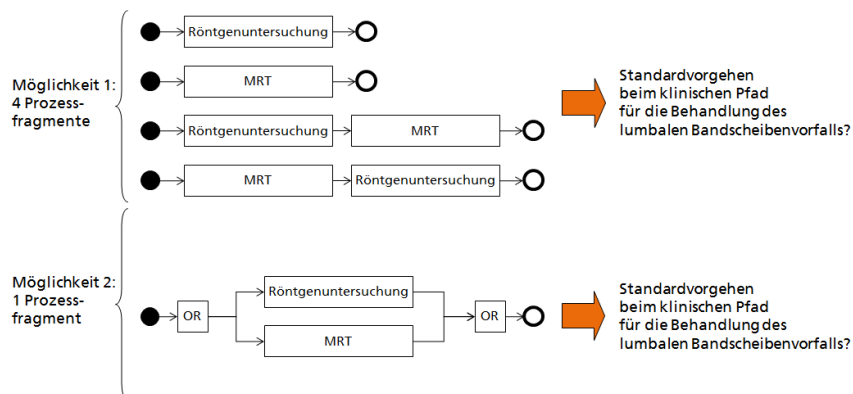 Röntgenuntersuchung
MRT
Möglichkeit 1:
4 Prozess-
fragmente
Röntgenuntersuchung
MRT
MRT
Röntgenuntersuchung
Standardvorgehen
beim klinischen Pfad
für die Behandlung des
lumbalen Bandscheibenvorfalls?
Möglichkeit 2:
1 Prozess-
fragment
OR
Röntgenuntersuchung
MRT
OR
Standardvorgehen
beim klinischen Pfad
für die Behandlung des
lumbalen Bandscheibenvorfalls?